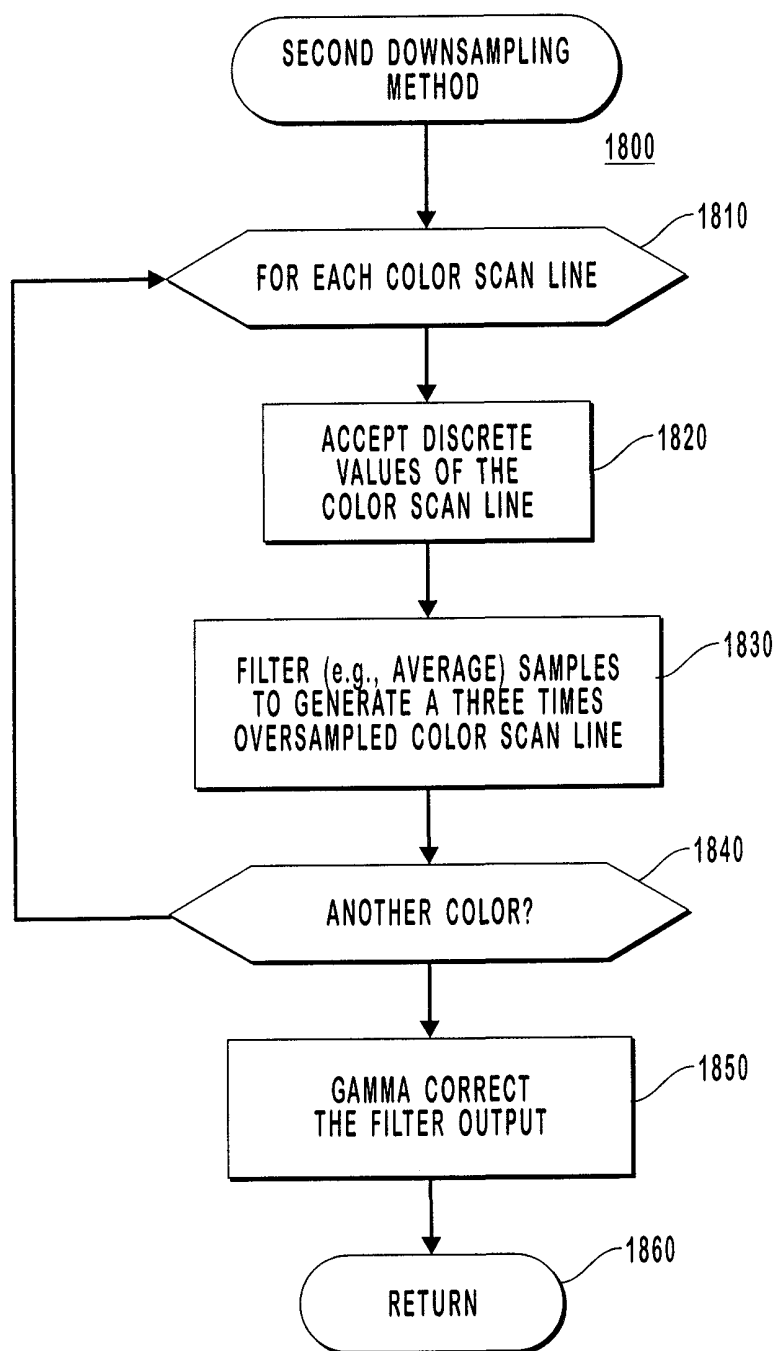 SECOND DOWNSAMPLING
METHOD
1800
1810
FOR EACH COLOR SCAN LINE
ACCEPT DISCRETE
VALUES OF THE
COLOR SCAN LINE
1820
1830
FILTER (e.g., AVERAGE) SAMPLES
TO GENERATE A THREE TIMES
OVERSAMPLED COLOR SCAN LINE
1840
ANOTHER COLOR?
1850
GAMMA CORRECT
THE FILTER OUTPUT
1860
RETURN